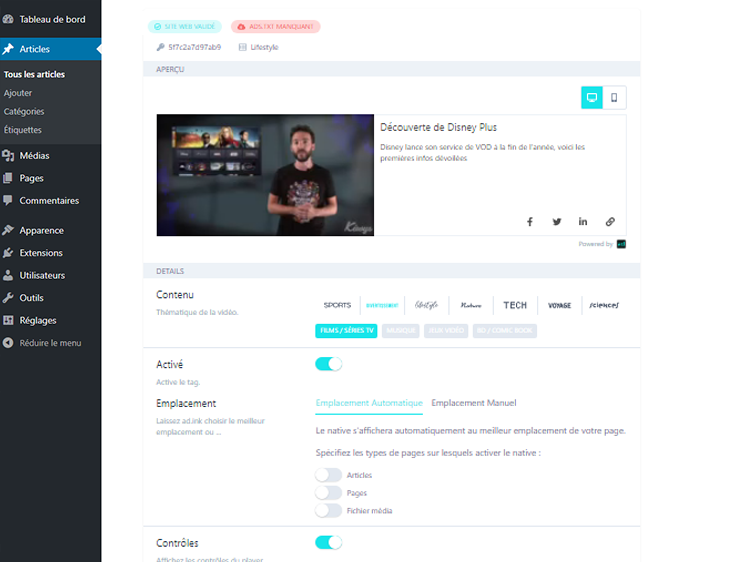 Tableau de bord
Articles
Tous les articles
Ajouter
Catégories
Étiquettes
Médias
Pages
Commentaires
Apparence
Extensions
Utilisateurs
Outils
Réglages
Réduire le menu
SITE WEB VALIDÉ
ADS.TXT MANQUANT
5f7c2a7d97ab9
Lifestyle
APERÇU
Découverte de Disney Plus
Disney lance son service de VOD à la fin de l'année, voici les
premières infos dévoilées
Powered by
DETAILS
Contenu
Thématique de la vidéo.
SPORTS
lifestyle
Nature
TECH
VOYAGE
sciences
FILMS / SÉRIES TV
MUSIQUE
JEUX VIDÉO
BD / COMIC BOOK
Activé
Active le tag.
Emplacement
Laissez ad.ink choisir le meilleur
emplacement ou ...
Emplacement Automatique
Emplacement Manuel
Le native s'affichera automatiquement au meilleur emplacement de votre page.
Spécifiez les types de pages sur lesquels activer le native :
Articles
Pages
Fichier média
Contrôles
Affichez les contrôles du player